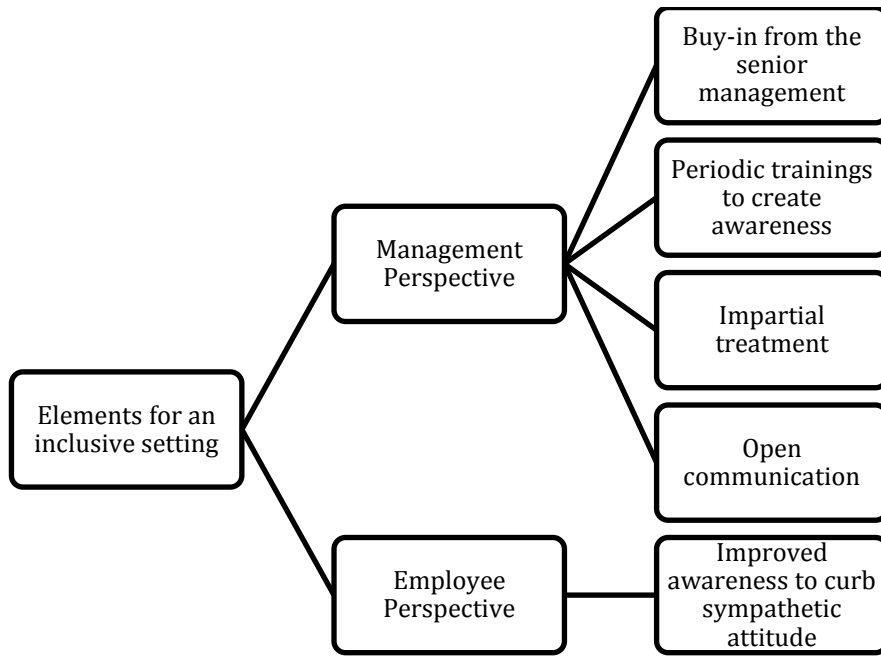 Elements for an
inclusive setting
Management
Perspective
Buy-in from the
senior
management
Periodic trainings
to create
awareness
Impartial
treatment
Open
communication
Employee
Perspective
Improved
awareness to curb
sympathetic
attitude